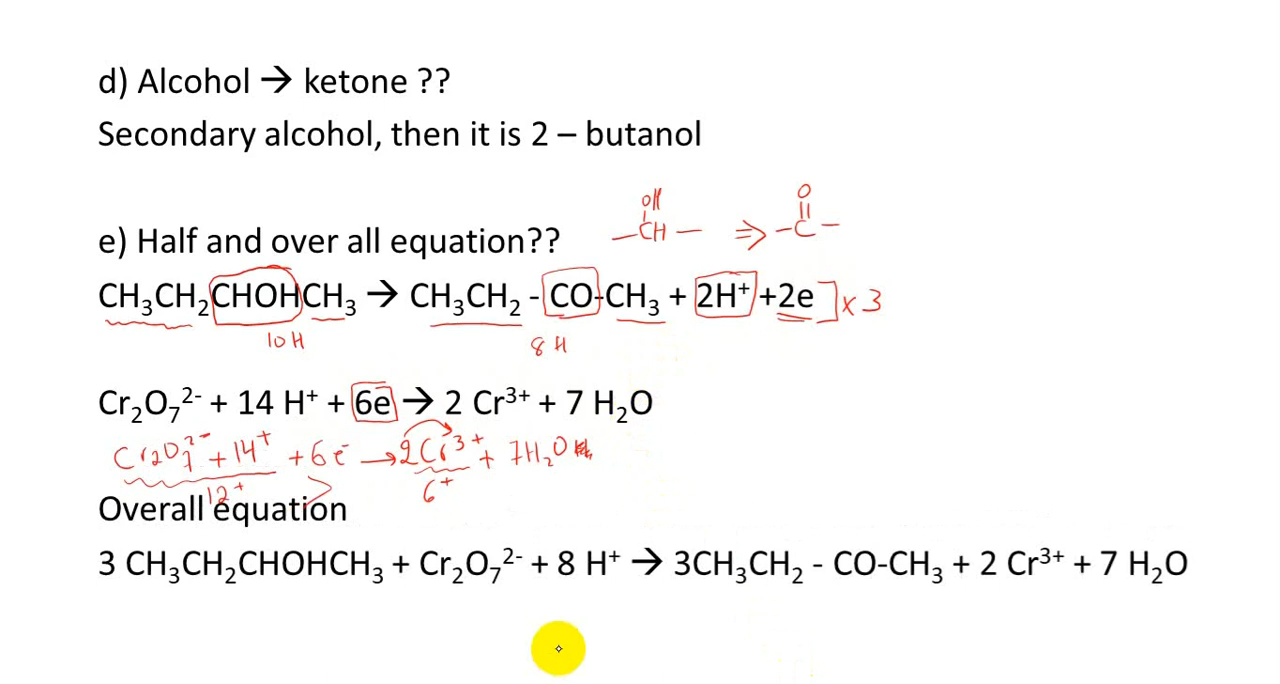 d) Alcohol → ketone ??
Secondary alcohol, then it is 2 – butanol
OH O
e) Half and over all equation?? —CH— ⇒ —C—
CH₃CH₂CHOHCH₃ → CH₃CH₂ - CO-CH₃ + 2H⁺ +2e ] x 3
10 H 8 H
Cr₂O₇²⁻ + 14 H⁺ + 6e → 2 Cr³⁺ + 7 H₂O
Cr₂O₇²⁻ + 14⁺ + 6e⁻ → 2Cr³⁺ + 7H₂O
12⁺ > 6⁺
Overall equation
3 CH₃CH₂CHOHCH₃ + Cr₂O₇²⁻ + 8 H⁺ → 3CH₃CH₂ - CO-CH₃ + 2 Cr³⁺ + 7 H₂O